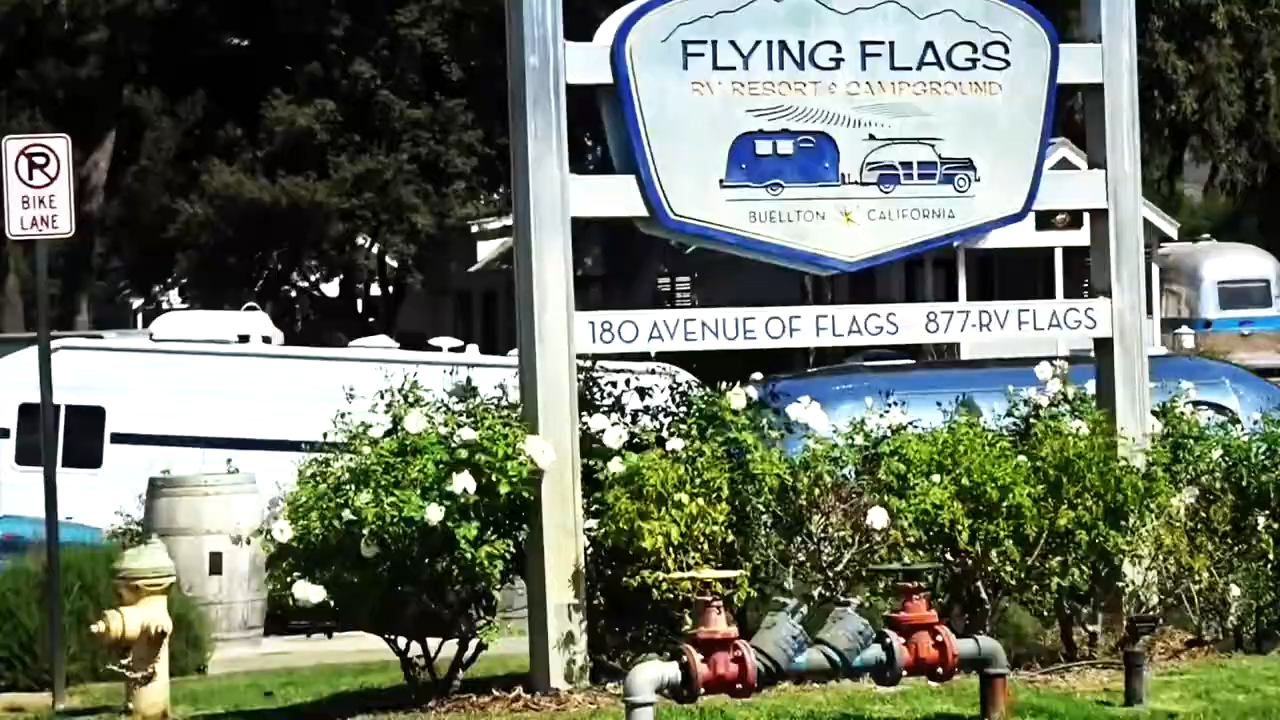 FLYING FLAGS
RV RESORT & CAMPGROUND
BUELLTON CALIFORNIA
180 AVENUE OF FLAGS 877-RV FLAGS
P
BIKE
LANE